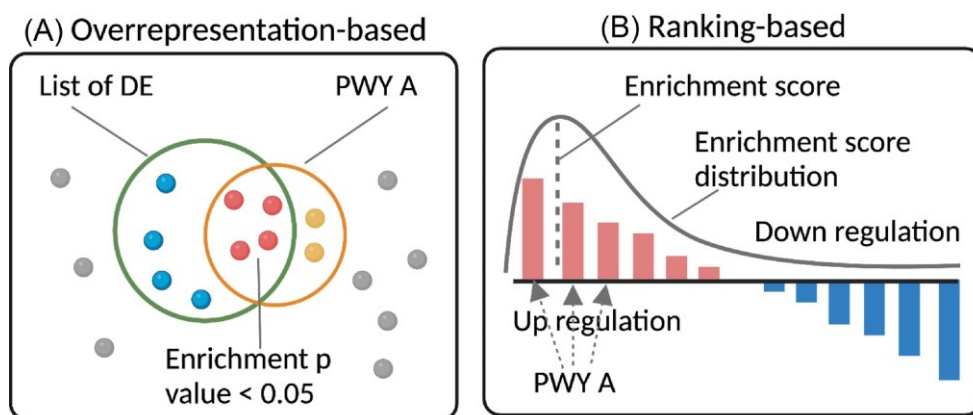 (A) Overrepresentation-based
List of DE
PWY A
Enrichment p
value < 0.05
(B) Ranking-based
Enrichment score
Enrichment score
distribution
Down regulation
Up regulation
PWY A